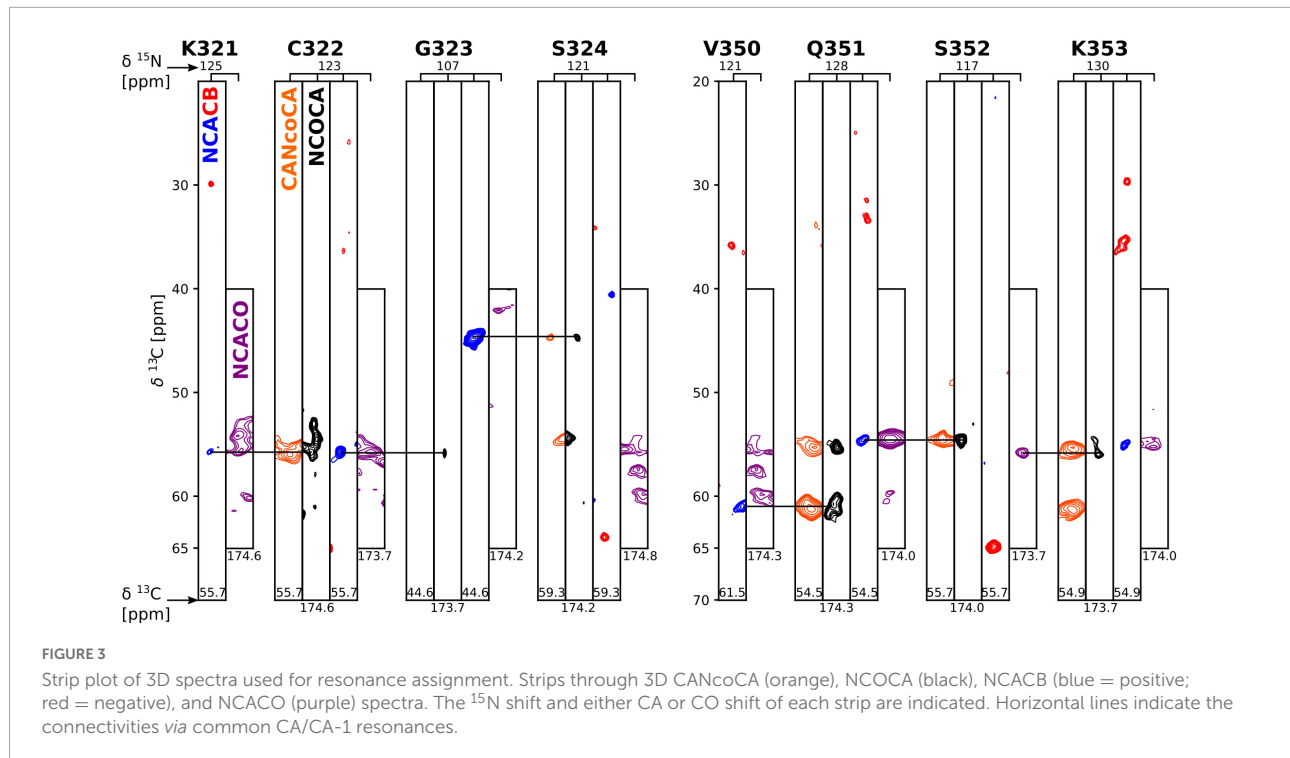 K321 C322 G323 S324 V350 Q351 S352 K353
δ 15N [ppm]
125 123 107 121 121 128 117 130
20
30
40
50
60
65
70
30
40
50
60
65
δ 13C [ppm]
NCACB
NCACO
CANcoCA
NCOCA
174.6 173.7 174.2 174.8 174.3 174.0 173.7 174.0
δ 13C [ppm]
55.7 55.7 55.7 44.6 44.6 59.3 59.3 61.5 54.5 54.5 55.7 55.7 54.9 54.9
174.6 173.7 174.2 174.3 174.0 173.7
FIGURE 3
Strip plot of 3D spectra used for resonance assignment. Strips through 3D CANcoCA (orange), NCOCA (black), NCACB (blue = positive;
red = negative), and NCACO (purple) spectra. The 15N shift and either CA or CO shift of each strip are indicated. Horizontal lines indicate the
connectivities via common CA/CA-1 resonances.